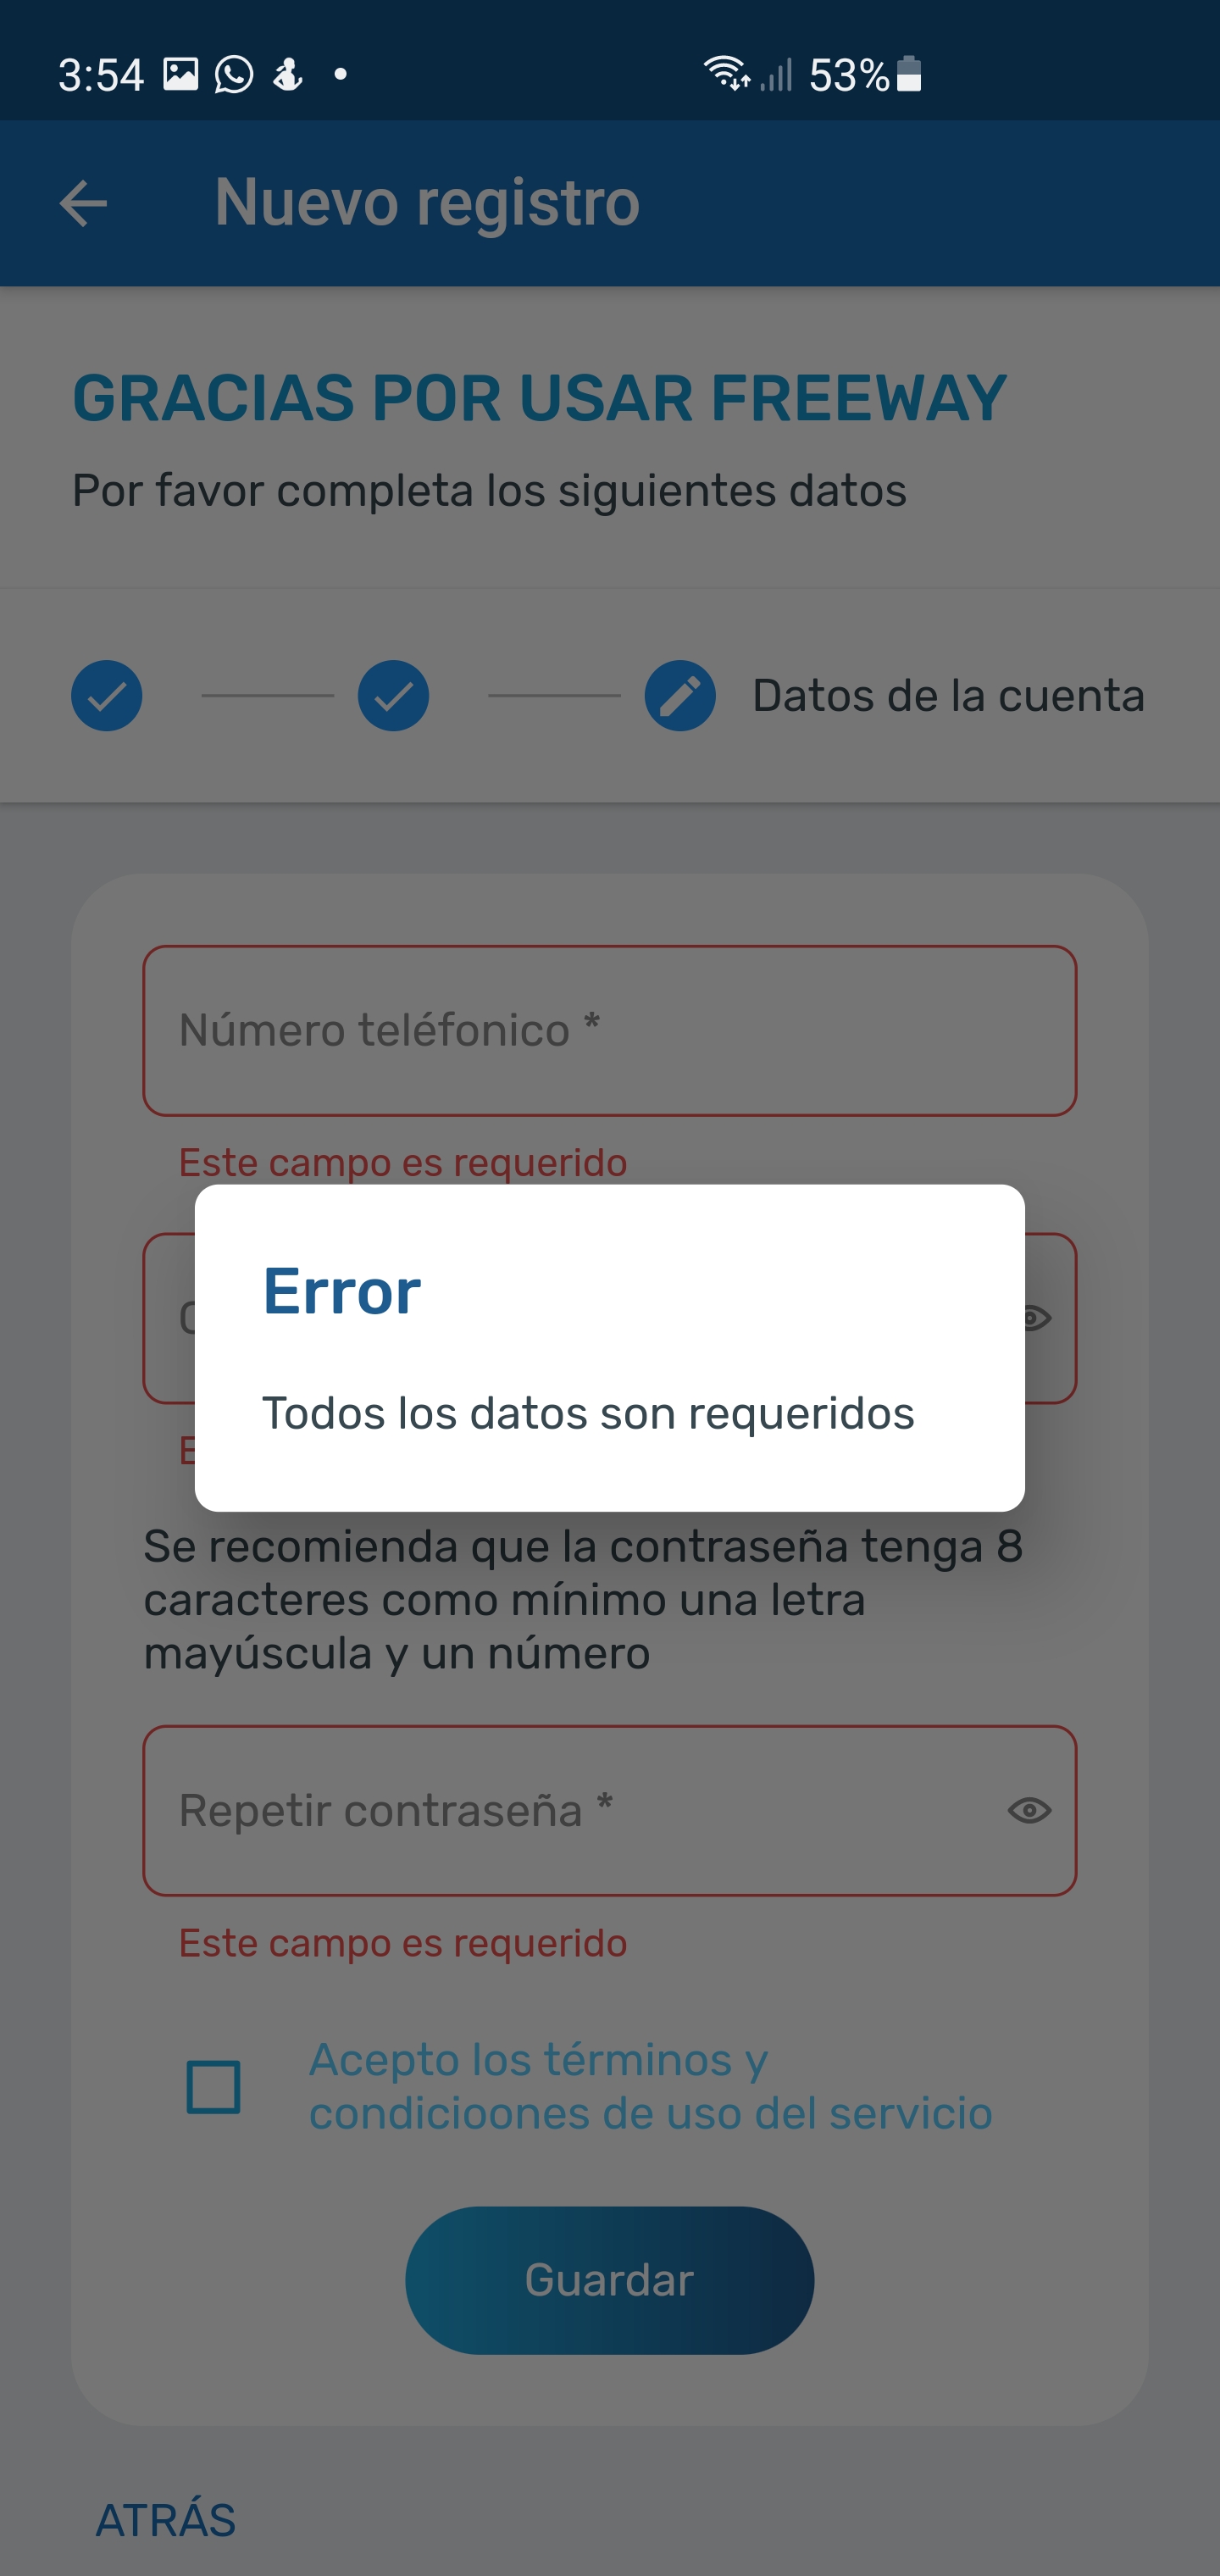 3:54
53%
Nuevo registro
GRACIAS POR USAR FREEWAY
Por favor completa los siguientes datos
Datos de la cuenta
Número teléfonico *
Este campo es requerido
Error
Todos los datos son requeridos
Se recomienda que la contraseña tenga 8
caracteres como mínimo una letra
mayúscula y un número
Repetir contraseña *
Este campo es requerido
Acepto los términos y
condicioones de uso del servicio
Guardar
ATRÁS